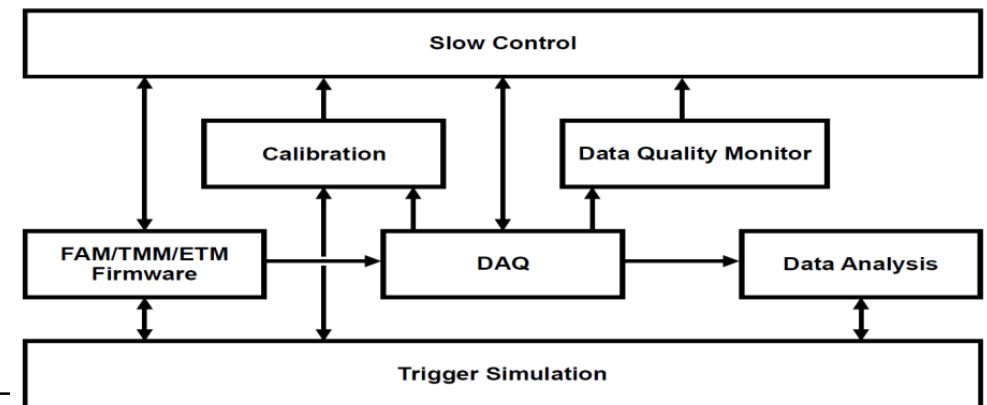 Slow Control
Calibration
Data Quality Monitor
FAM/TMM/ETM
Firmware
DAQ
Data Analysis
Trigger Simulation